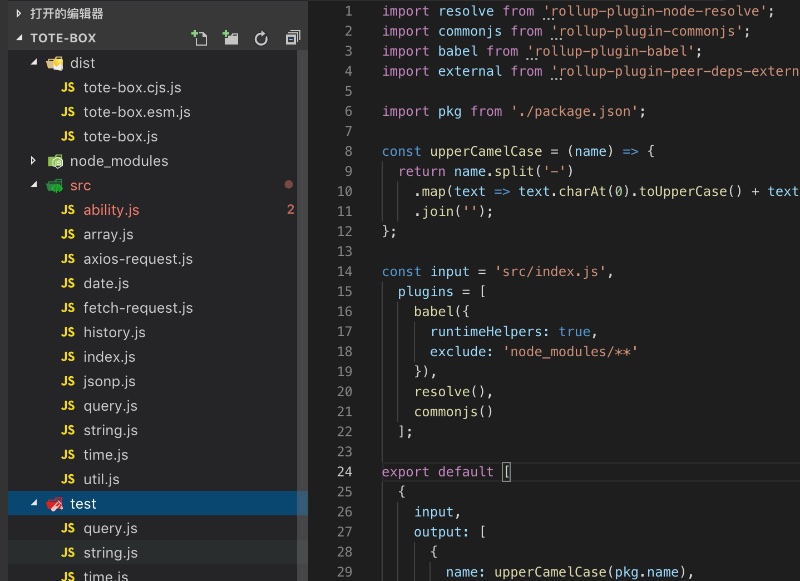 打开的编辑器
TOTE-BOX
dist
JS tote-box.cjs.js
JS tote-box.esm.js
JS tote-box.js
node_modules
src
JS ability.js 2
JS array.js
JS axios-request.js
JS date.js
JS fetch-request.js
JS history.js
JS index.js
JS jsonp.js
JS query.js
JS string.js
JS time.js
JS util.js
test
JS query.js
JS string.js
JS time.js
1 import resolve from 'rollup-plugin-node-resolve';
2 import commonjs from 'rollup-plugin-commonjs';
3 import babel from 'rollup-plugin-babel';
4 import external from 'rollup-plugin-peer-deps-extern
5
6 import pkg from './package.json';
7
8 const upperCamelCase = (name) => {
9 return name.split('-')
10 .map(text => text.charAt(0).toUpperCase() + text
11 .join('');
12 };
13
14 const input = 'src/index.js',
15 plugins = [
16 babel({
17 runtimeHelpers: true,
18 exclude: 'node_modules/**'
19 }),
20 resolve(),
21 commonjs()
22 ];
23
24 export default [
25 {
26 input,
27 output: [
28 {
29 name: upperCamelCase(pkg.name),